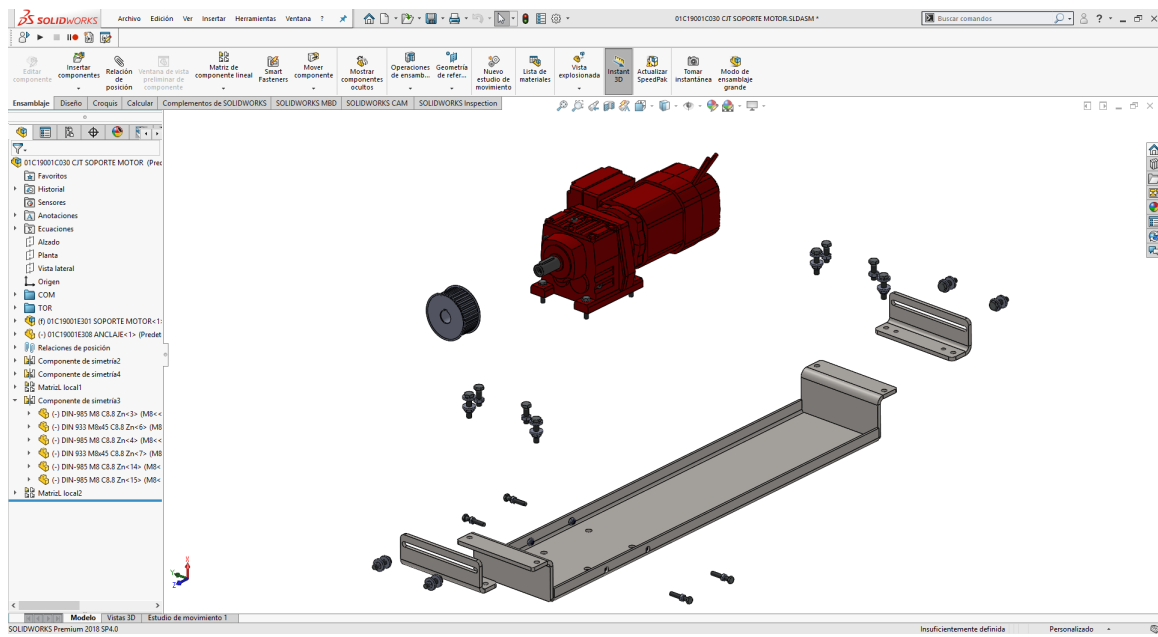 SOLIDWORKS Archivo Edición Ver Insertar Herramientas Ventana ? 01C19001C030 CJT SOPORTE MOTOR.SLDASM * Buscar comandos ?
Editar componente
Insertar componentes
Relación de posición
Ventana de vista preliminar de componente
Matriz de componente lineal
Smart Fasteners
Mover componente
Mostrar componentes ocultos
Operaciones de ensamb...
Geometría de refer...
Nuevo estudio de movimiento
Lista de materiales
Vista explosionada
Instant 3D
Actualizar SpeedPak
Tomar instantánea
Modo de ensamblaje grande
Ensamblaje Diseño Croquis Calcular Complementos de SOLIDWORKS SOLIDWORKS MBD SOLIDWORKS CAM SOLIDWORKS Inspection
01C19001C030 CJT SOPORTE MOTOR (Prec
Favoritos
Historial
Sensores
Anotaciones
Ecuaciones
Alzado
Planta
Vista lateral
Origen
COM
TOR
(f) 01C19001E301 SOPORTE MOTOR<1>
(-) 01C19001E308 ANCLAJE<1> (Predet
Relaciones de posición
Componente de simetría2
Componente de simetría4
MatrizL local1
Componente de simetría3
(-) DIN-985 M8 C8.8 Zn<3> (M8<<
(-) DIN 933 M8x45 C8.8 Zn<6> (M8
(-) DIN-985 M8 C8.8 Zn<4> (M8<<
(-) DIN 933 M8x45 C8.8 Zn<7> (M8
(-) DIN-985 M8 C8.8 Zn<14> (M8<
(-) DIN-985 M8 C8.8 Zn<15> (M8<
MatrizL local2
X
Y
Z
Modelo Vistas 3D Estudio de movimiento 1
SOLIDWORKS Premium 2018 SP4.0 Insuficientemente definida Personalizado